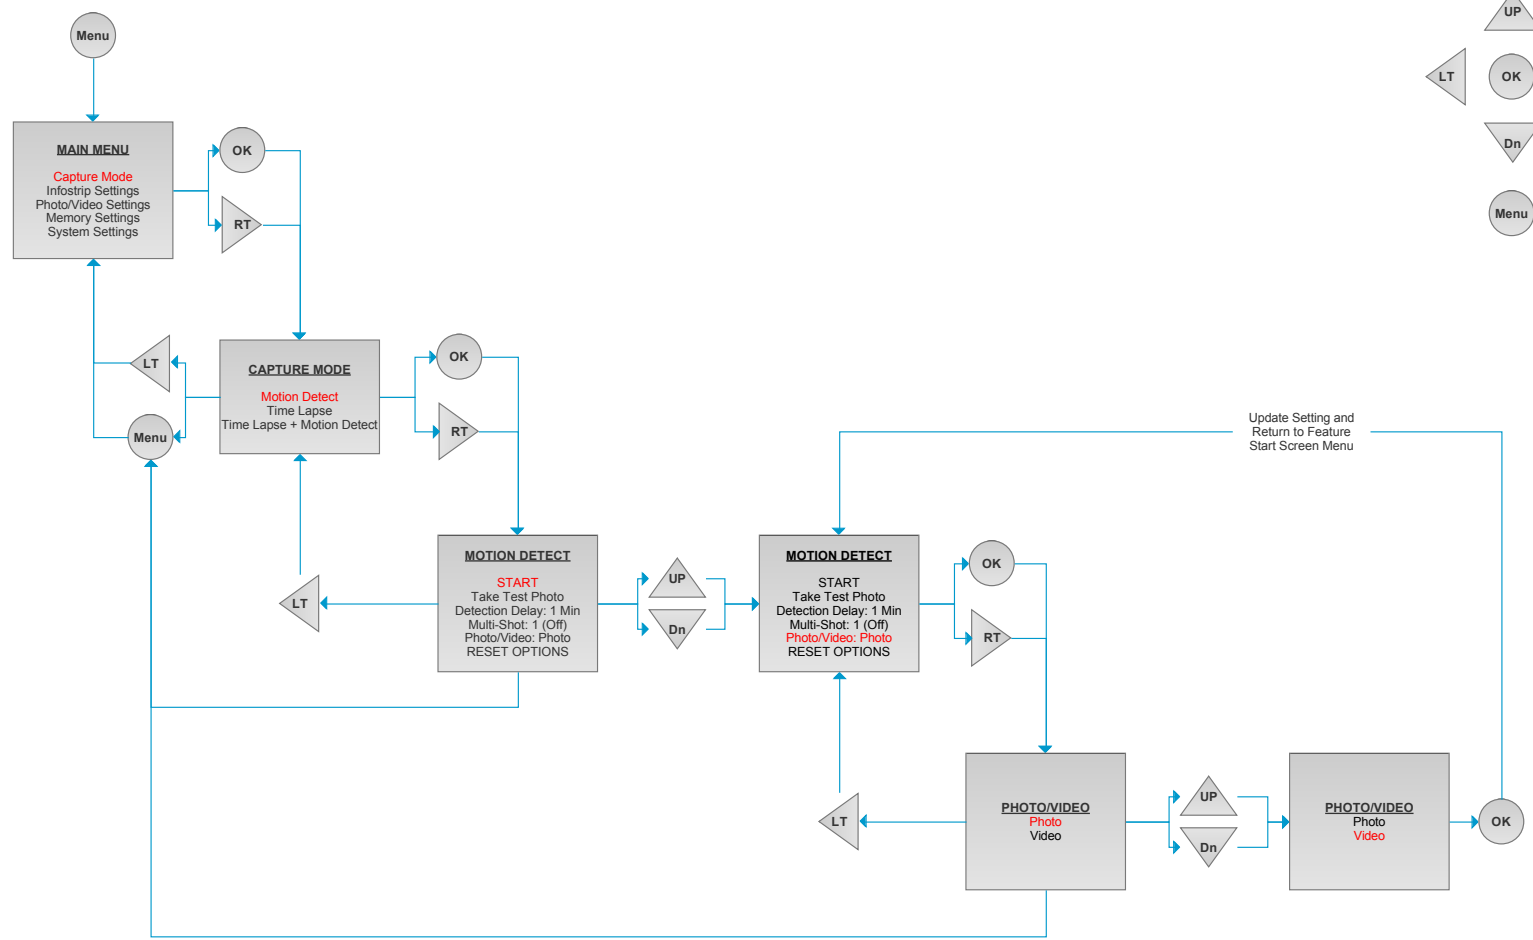 Menu
UP
LT
OK
Dn
Menu
MAIN MENU
Capture Mode
Infostrip Settings
Photo/Video Settings
Memory Settings
System Settings
OK
RT
LT
Menu
CAPTURE MODE
Motion Detect
Time Lapse
Time Lapse + Motion Detect
OK
RT
Update Setting and
Return to Feature
Start Screen Menu
LT
MOTION DETECT
START
Take Test Photo
Detection Delay: 1 Min
Multi-Shot: 1 (Off)
Photo/Video: Photo
RESET OPTIONS
UP
Dn
MOTION DETECT
START
Take Test Photo
Detection Delay: 1 Min
Multi-Shot: 1 (Off)
Photo/Video: Photo
RESET OPTIONS
OK
RT
LT
PHOTO/VIDEO
Photo
Video
UP
Dn
PHOTO/VIDEO
Photo
Video
OK